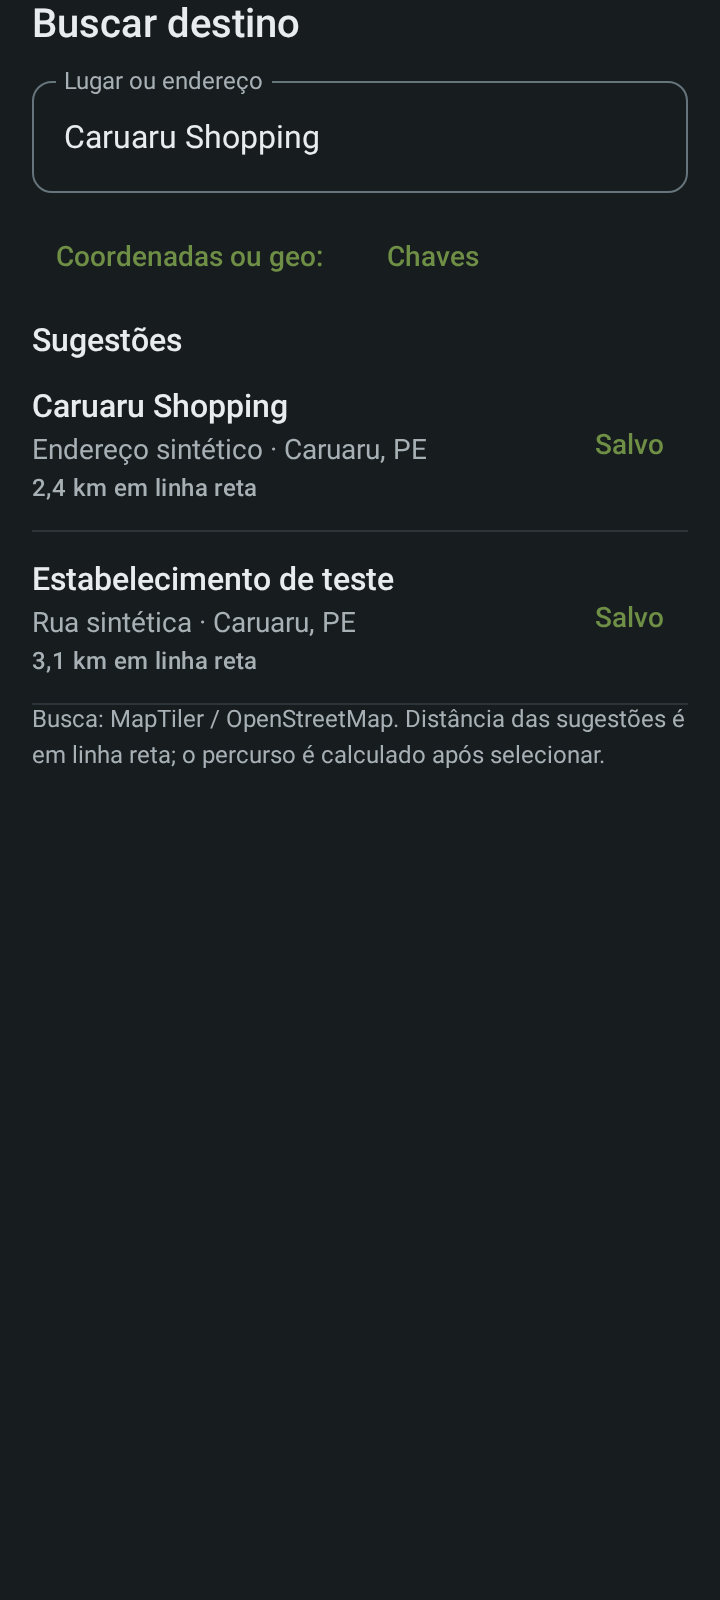 Buscar destino
Lugar ou endereço
Caruaru Shopping
Coordenadas ou geo: Chaves
Sugestões
Caruaru Shopping
Endereço sintético · Caruaru, PE
Salvo
2,4 km em linha reta
Estabelecimento de teste
Rua sintética · Caruaru, PE
Salvo
3,1 km em linha reta
Busca: MapTiler / OpenStreetMap. Distância das sugestões é
em linha reta; o percurso é calculado após selecionar.